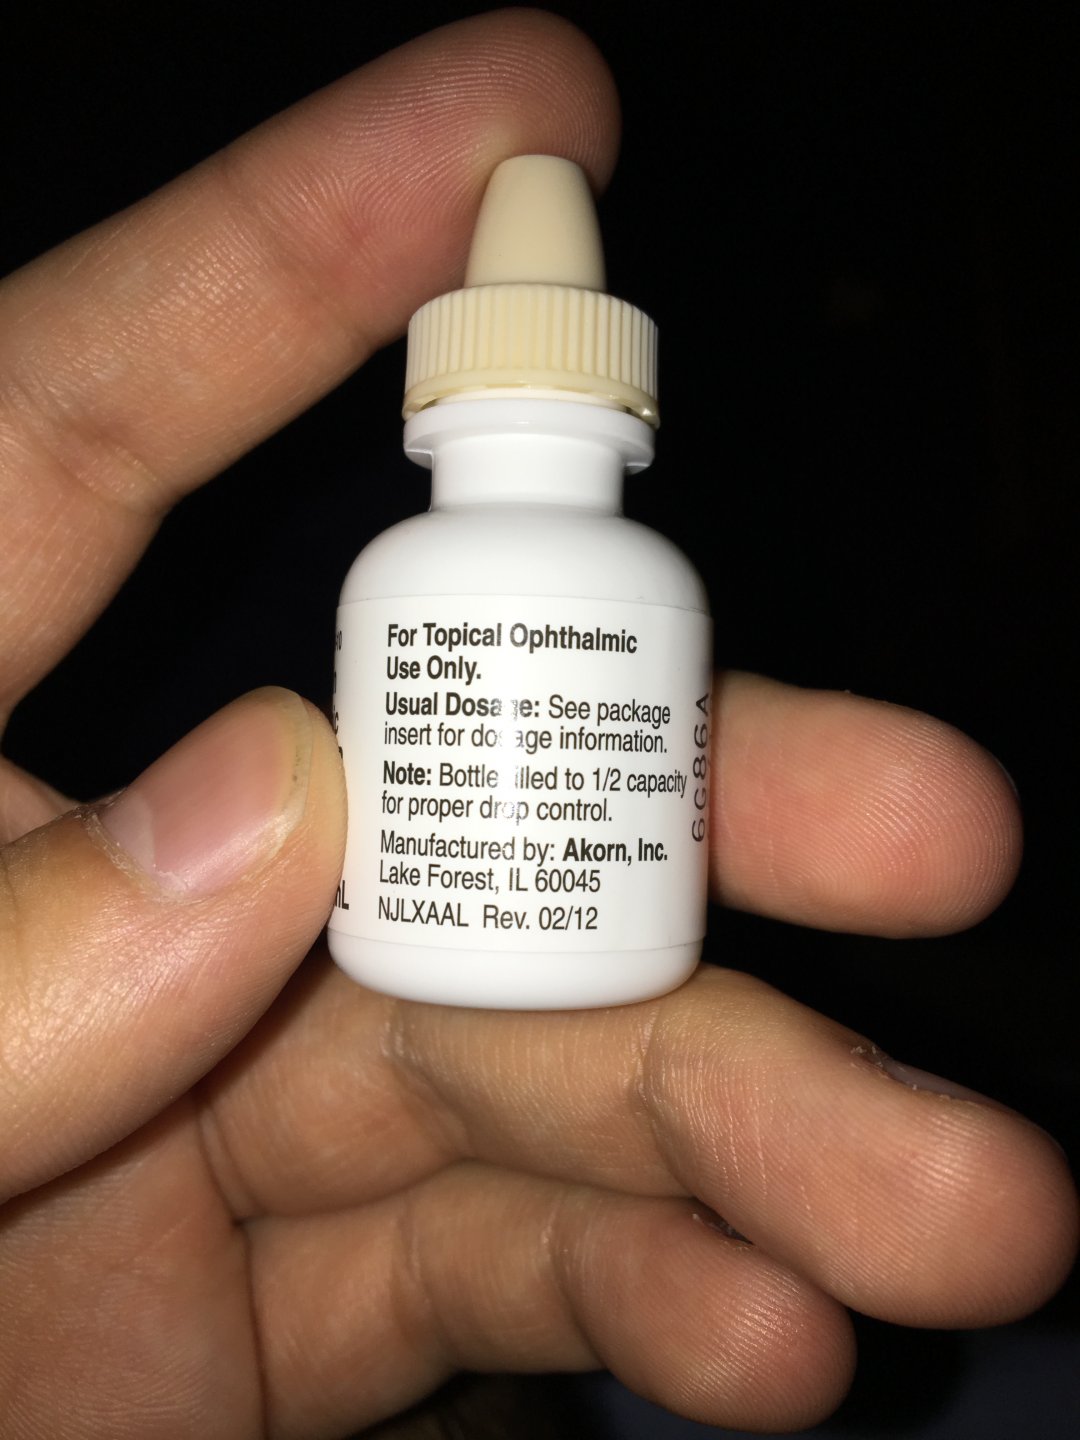 For Topical Ophthalmic
Use Only.
Usual Dosage: See package
insert for dosage information.
Note: Bottle filled to 1/2 capacity
for proper drop control.
Manufactured by: Akorn, Inc.
Lake Forest, IL 60045
NJLXAAL Rev. 02/12
6G86A